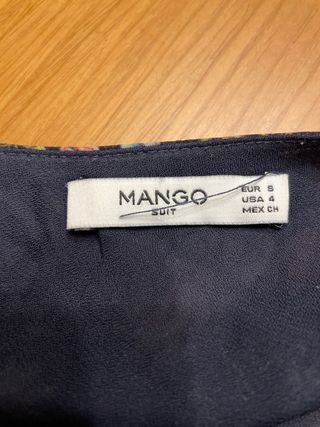 MANGO
SUIT
EUR S
USA 4
MEX CH